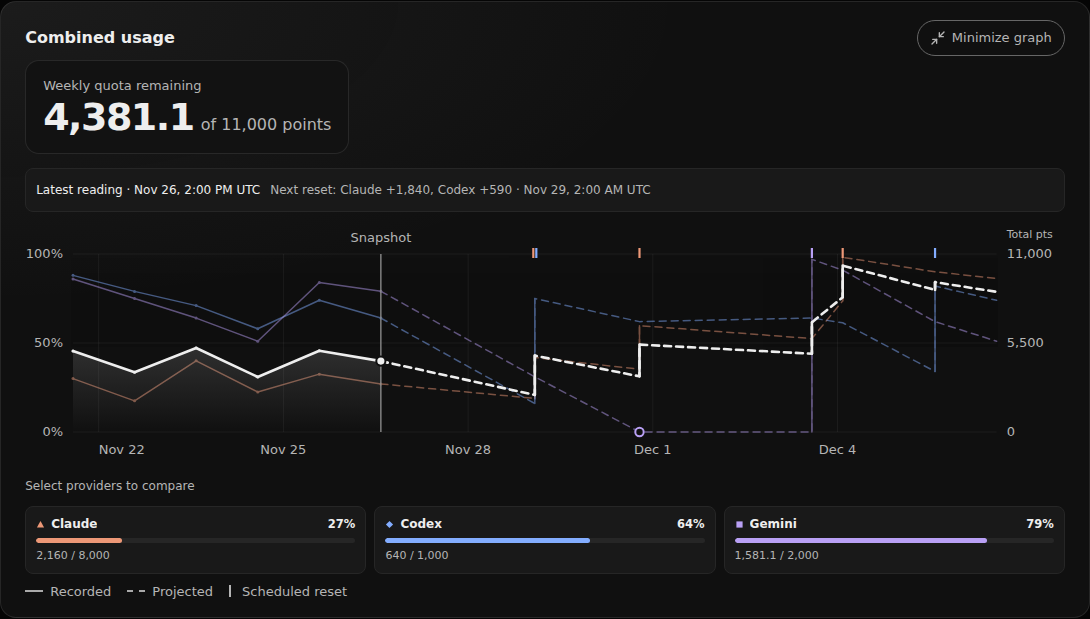 Combined usage
Minimize graph
Weekly quota remaining
4,381.1 of 11,000 points
Latest reading · Nov 26, 2:00 PM UTC Next reset: Claude +1,840, Codex +590 · Nov 29, 2:00 AM UTC
Snapshot
Total pts
100%
11,000
50%
5,500
0%
0
Nov 22
Nov 25
Nov 28
Dec 1
Dec 4
Select providers to compare
Claude 27%
2,160 / 8,000
Codex 64%
640 / 1,000
Gemini 79%
1,581.1 / 2,000
Recorded
Projected
Scheduled reset